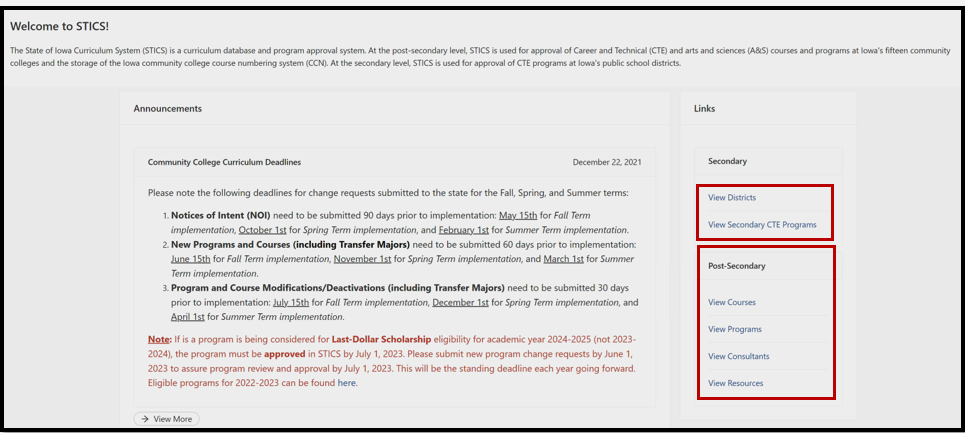 Welcome to STICS!
The State of Iowa Curriculum System (STICS) is a curriculum database and program approval system. At the post-secondary level, STICS is used for approval of Career and Technical (CTE) and arts and sciences (A&S) courses and programs at Iowa's fifteen community
colleges and the storage of the Iowa community college course numbering system (CCN). At the secondary level, STICS is used for approval of CTE programs at Iowa's public school districts.
Announcements
Community College Curriculum Deadlines December 22, 2021
Please note the following deadlines for change requests submitted to the state for the Fall, Spring, and Summer terms:
1. Notices of Intent (NOI) need to be submitted 90 days prior to implementation: May 15th for Fall Term
implementation, October 1st for Spring Term implementation, and February 1st for Summer Term implementation.
2. New Programs and Courses (including Transfer Majors) need to be submitted 60 days prior to implementation:
June 15th for Fall Term implementation, November 1st for Spring Term implementation, and March 1st for Summer
Term implementation.
3. Program and Course Modifications/Deactivations (including Transfer Majors) need to be submitted 30 days
prior to implementation: July 15th for Fall Term implementation, December 1st for Spring Term implementation, and
April 1st for Summer Term implementation.
Note: If is a program is being considered for Last-Dollar Scholarship eligibility for academic year 2024-2025 (not 2023-
2024), the program must be approved in STICS by July 1, 2023. Please submit new program change requests by June 1,
2023 to assure program review and approval by July 1, 2023. This will be the standing deadline each year going forward.
Eligible programs for 2022-2023 can be found here.
→ View More
Links
Secondary
View Districts
View Secondary CTE Programs
Post-Secondary
View Courses
View Programs
View Consultants
View Resources